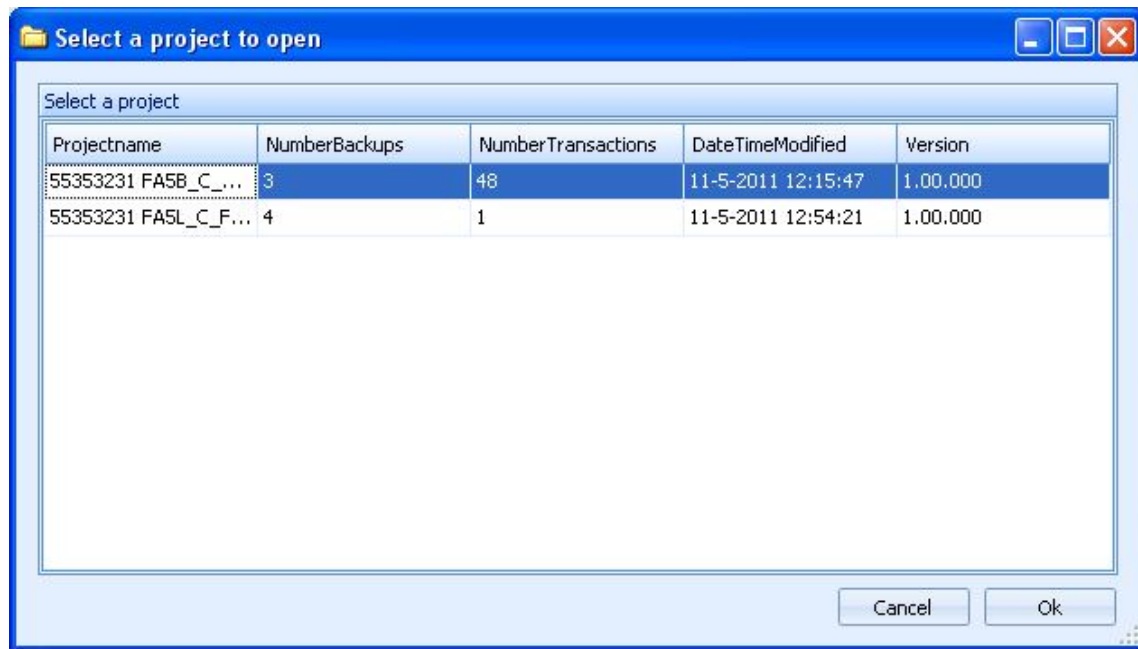 Select a project to open
Select a project
Projectname NumberBackups NumberTransactions DateTimeModified Version
55353231 FA5B_C_... 3 48 11-5-2011 12:15:47 1.00.000
55353231 FA5L_C_F... 4 1 11-5-2011 12:54:21 1.00.000
Cancel Ok